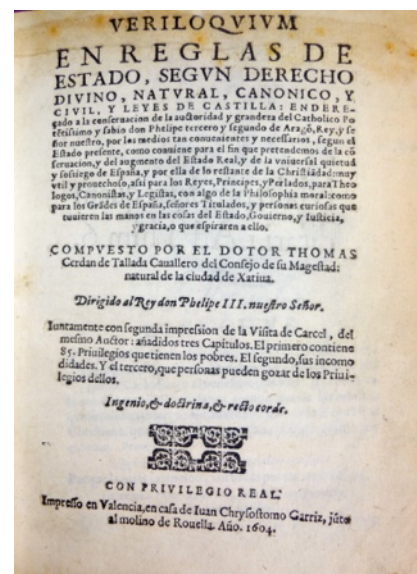 VERILOQVIVM
EN REGLAS DE
ESTADO, SEGVN DERECHO
DIVINO, NATVRAL, CANONICO, Y
CIVIL, Y LEYES DE CASTILLA: ENDERE-
çado a la conseruacion de la auctoridad y grandeza del Catholico Po
tētissimo y sabio don Phelipe tercero y segundo de Aragō, Rey, y se
ñor nuestro, por los medios tan conuenientes y necessarios, segun el
Estado presente, como conuiene para el fin que pretendemos de la cō
seruacion, y del augmento del Estado Real, y de la vniuersal quietud
y sossiego de España, y por ella de lo restante de la Christiādad: muy
vtil y prouechoso, assi para los Reyes, Principes, y Perlados, para Theo
logos, Canonistas, y Legistas, con algo de la Philosophia moral: como
para los Grādes de España, señores Titulados, y personas curiosas que
tuuieren las manos en las cosas del Estado, Gouierno, y Iusticia,
y gracia, o que espiraren a ello.
COMPVESTO POR EL DOTOR THOMAS
Cerdan de Tallada Cauallero del Consejo de su Magestad:
natural de la ciudad de Xatiua.
Dirigido al Rey don Phelipe III. nuestro Señor.
Iuntamente con segunda impression de la Visita de Carcel, del
mesmo Auctor: añadidos tres Capitulos. El primero contiene
85. Priuilegios que tienen los pobres. El segundo, sus incomo
didades. Y el tercero, que personas pueden gozar de los Priui-
legios dellos.
Ingenio, & doctrina, & recto corde.
CON PRIVILEGIO REAL.
Impresso en Valencia, en casa de Iuan Chrysostomo Garriz, jūto
al molino de Rouella. Año. 1604.